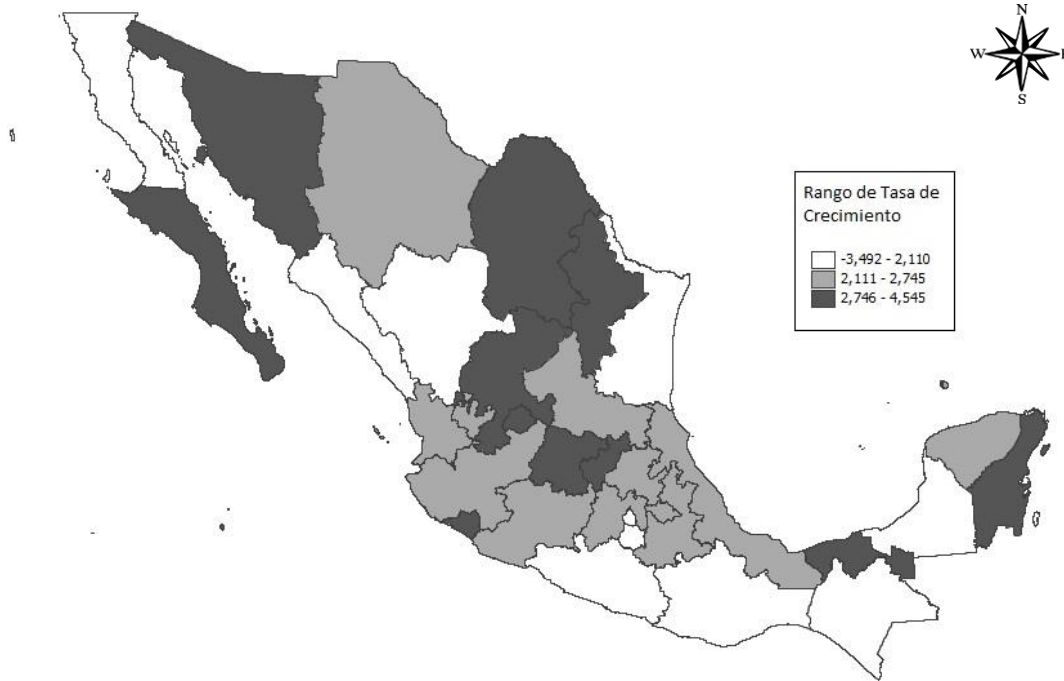 N
W
S
Rango de Tasa de
Crecimiento
-3,492 - 2,110
2,111 - 2,745
2,746 - 4,545